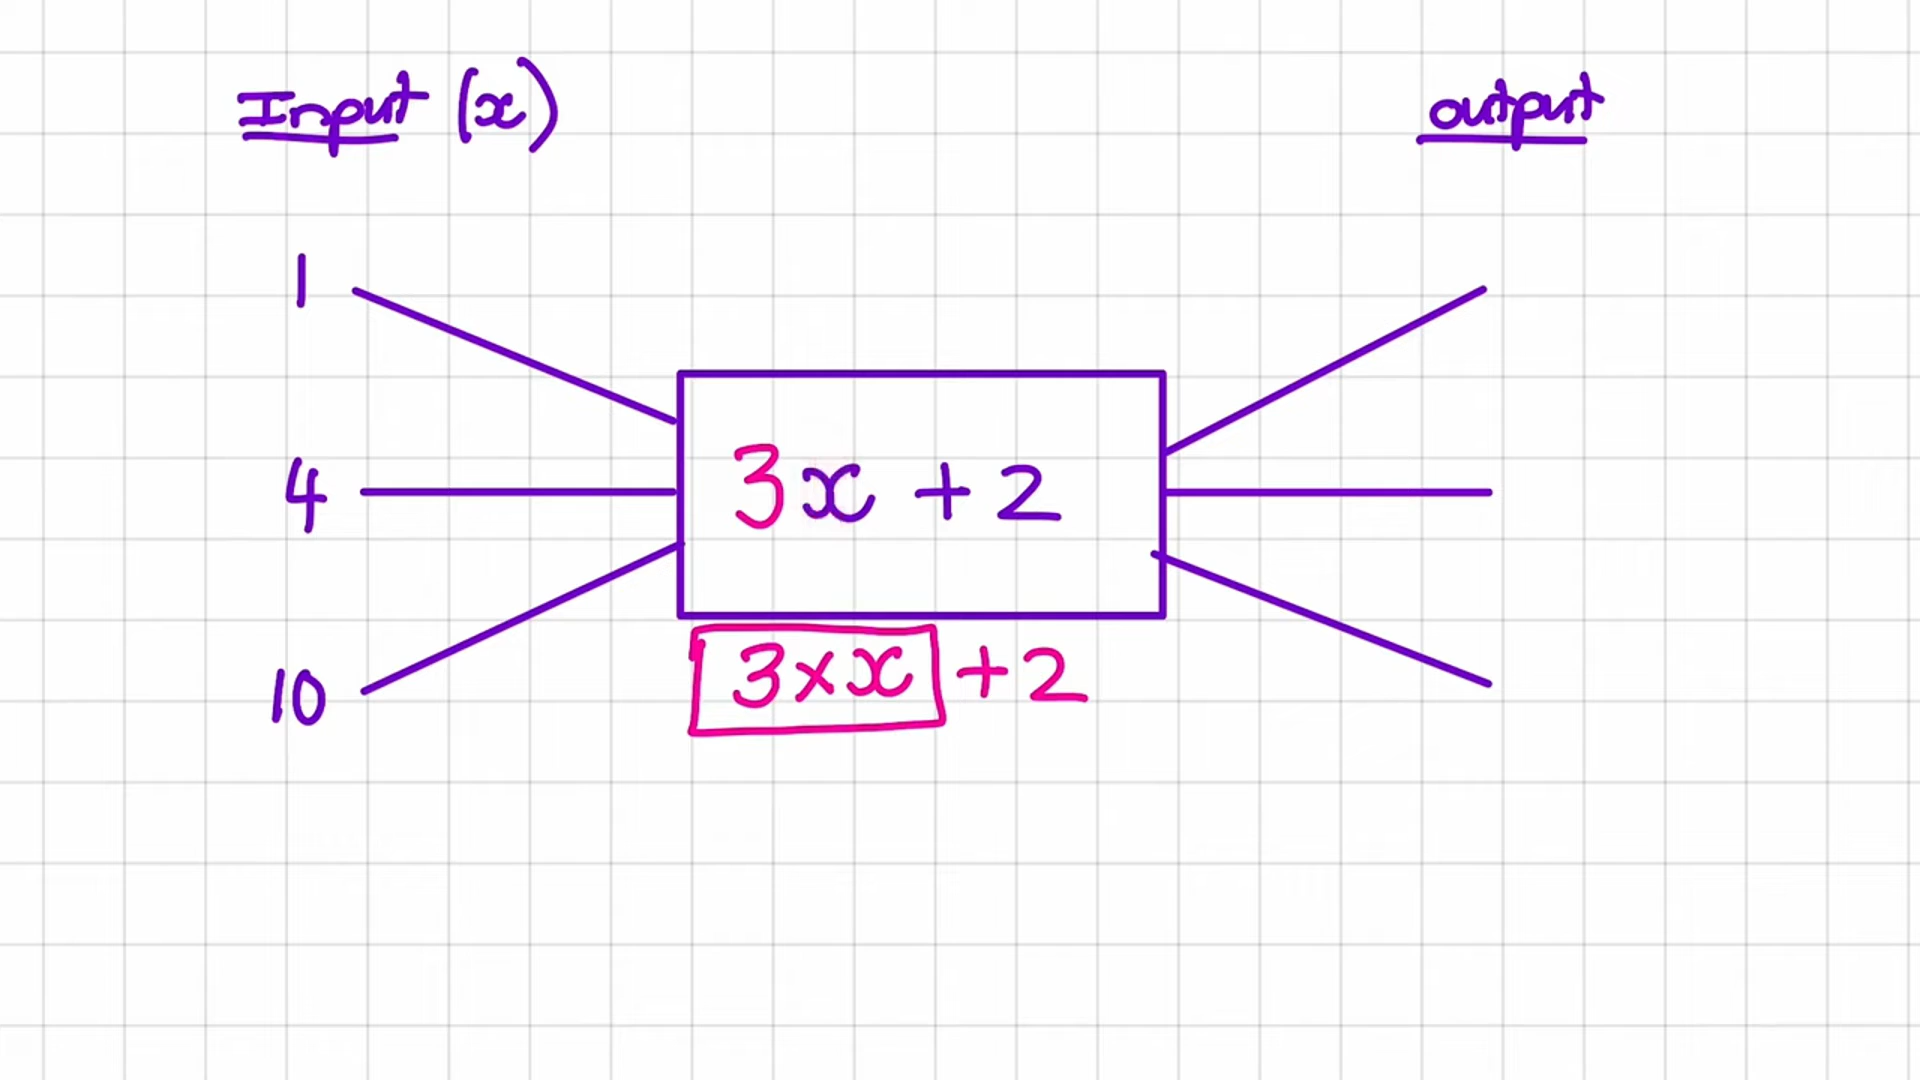 Input (x) output
1
4
10
3x + 2
3 × x + 2